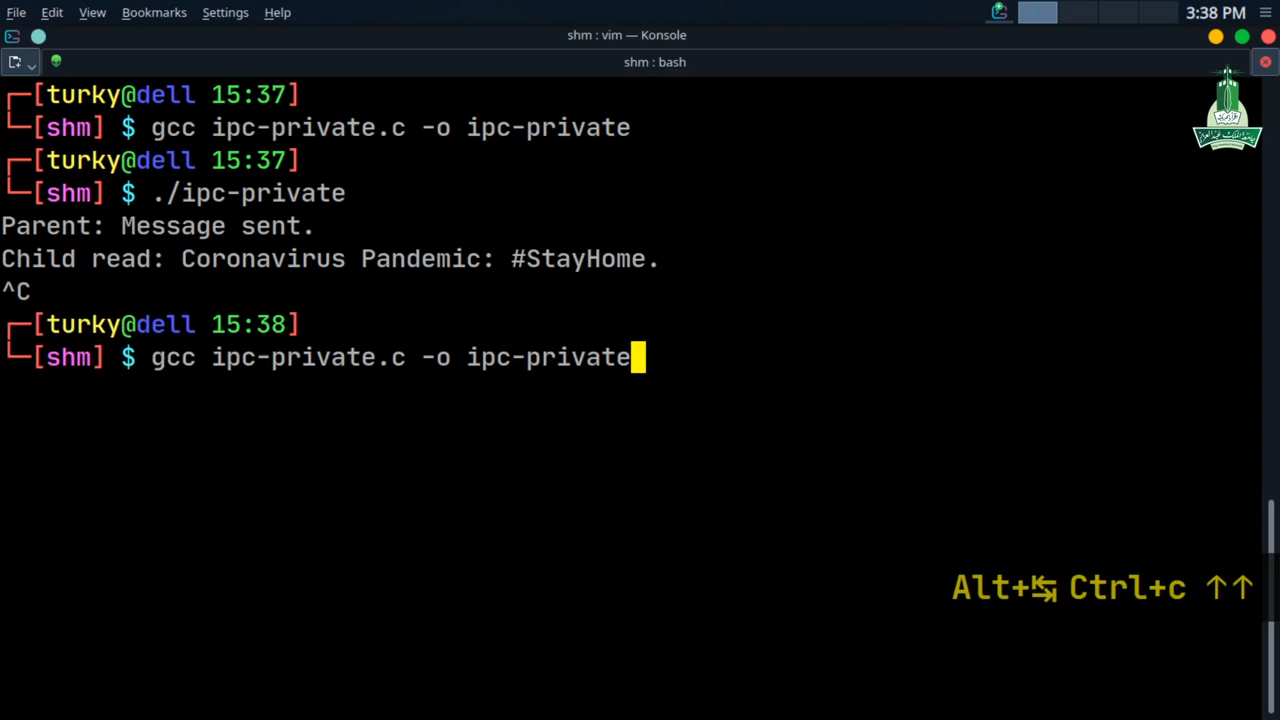 File Edit View Bookmarks Settings Help 3:38 PM
shm : vim — Konsole
shm : bash
┌─[turky@dell 15:37]
└─[shm] $ gcc ipc-private.c -o ipc-private
┌─[turky@dell 15:37]
└─[shm] $ ./ipc-private
Parent: Message sent.
Child read: Coronavirus Pandemic: #StayHome.
^C
┌─[turky@dell 15:38]
└─[shm] $ gcc ipc-private.c -o ipc-private
Alt+↹ Ctrl+c ↑↑